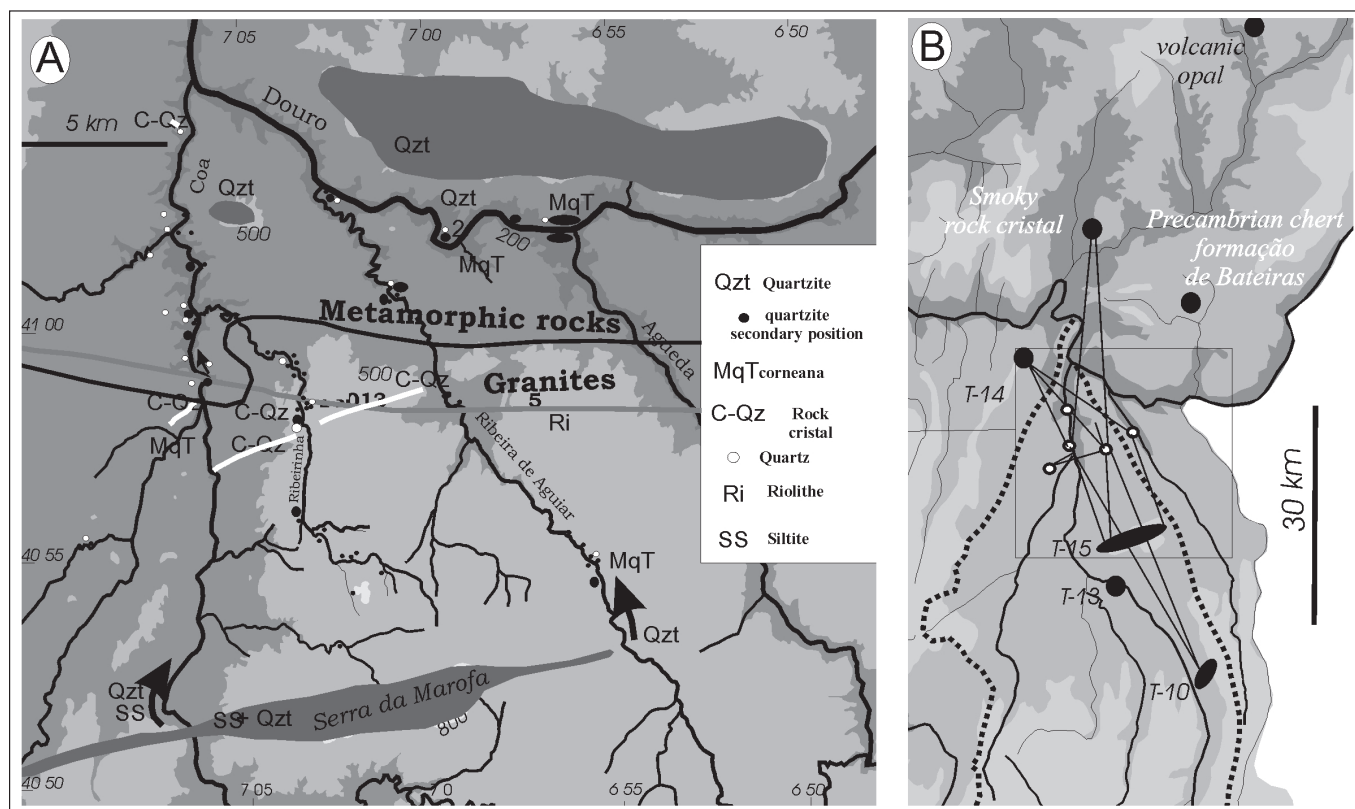 A
7 05
7 00
6 55
Douro
C-Qz
5 km
Qzt
Coa
Qzt
500
Qzt
2
MqT
200
MqT
Metamorphic rocks
Agueda
41 00
500
C-Qz
Granites
C-Qz
C-Qz
013
5
Ri
MqT
C-Qz
Ribeirinha
Ribeira de Aguiar
40 55
MqT
Qzt
Qzt
SS
SS+ Qzt
Serra da Marofa
800
40 50
7 05
0
6 55
6 50
Qzt Quartzite
quartzite
secondary position
MqT corneana
C-Qz Rock
cristal
Quartz
Ri Riolithe
SS Siltite
B
volcanic
opal
Smoky
rock cristal
Precambrian chert
formação
de Bateiras
T-14
T-15
T-13
T-10
30 km